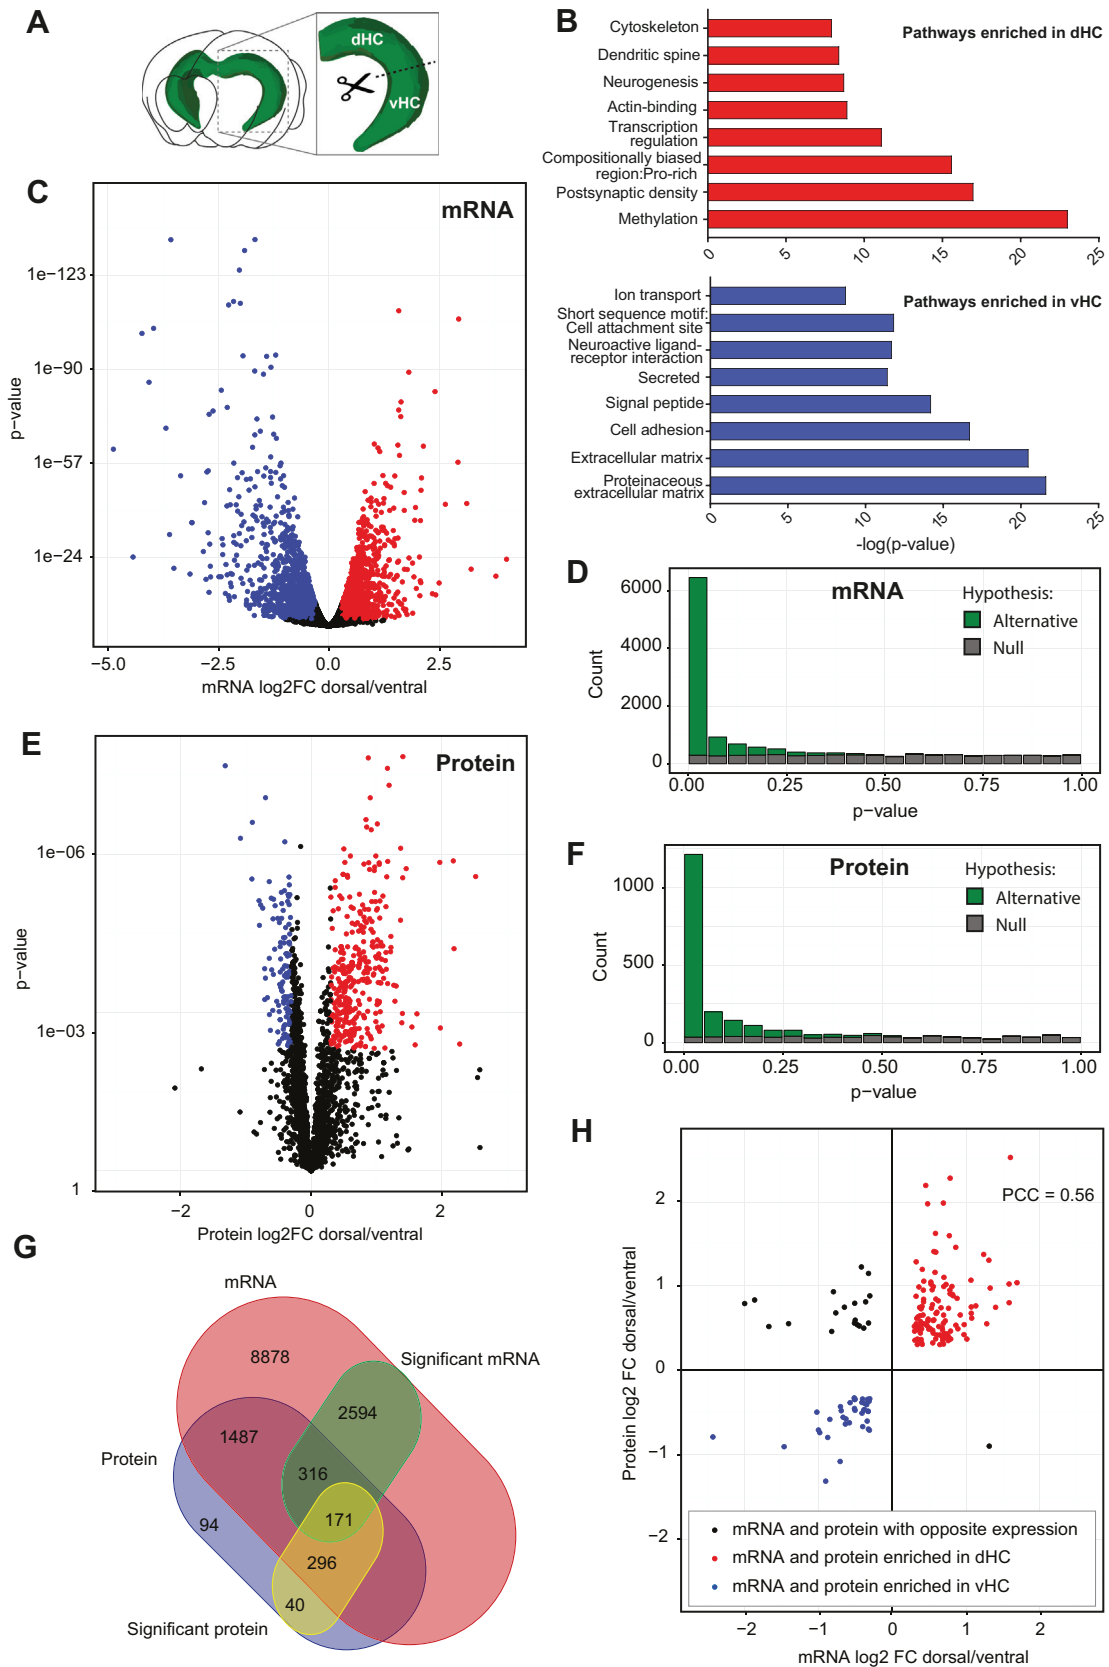 A
dHC
vHC
B
Pathways enriched in dHC
Cytoskeleton
Dendritic spine
Neurogenesis
Actin-binding
Transcription
regulation
Compositionally biased
region:Pro-rich
Postsynaptic density
Methylation
0
5
10
15
20
25
Pathways enriched in vHC
Ion transport
Short sequence motif:
Cell attachment site
Neuroactive ligand-
receptor interaction
Secreted
Signal peptide
Cell adhesion
Extracellular matrix
Proteinaceous
extracellular matrix
0
5
10
15
20
25
-log(p-value)
C
mRNA
1e−123
1e−90
1e−57
1e−24
p−value
−5.0
−2.5
0.0
2.5
mRNA log2FC dorsal/ventral
D
mRNA
Hypothesis:
Alternative
Null
6000
4000
2000
0
Count
0.00
0.25
0.50
0.75
1.00
p−value
E
Protein
1e−06
1e−03
1
p−value
−2
0
2
Protein log2FC dorsal/ventral
F
Protein
Hypothesis:
Alternative
Null
1000
500
0
Count
0.00
0.25
0.50
0.75
1.00
p−value
G
mRNA
8878
Significant mRNA
2594
1487
Protein
316
171
94
296
40
Significant protein
H
PCC = 0.56
2
1
0
−1
−2
Protein log2 FC dorsal/ventral
mRNA and protein with opposite expression
mRNA and protein enriched in dHC
mRNA and protein enriched in vHC
−2
−1
0
1
2
mRNA log2 FC dorsal/ventral